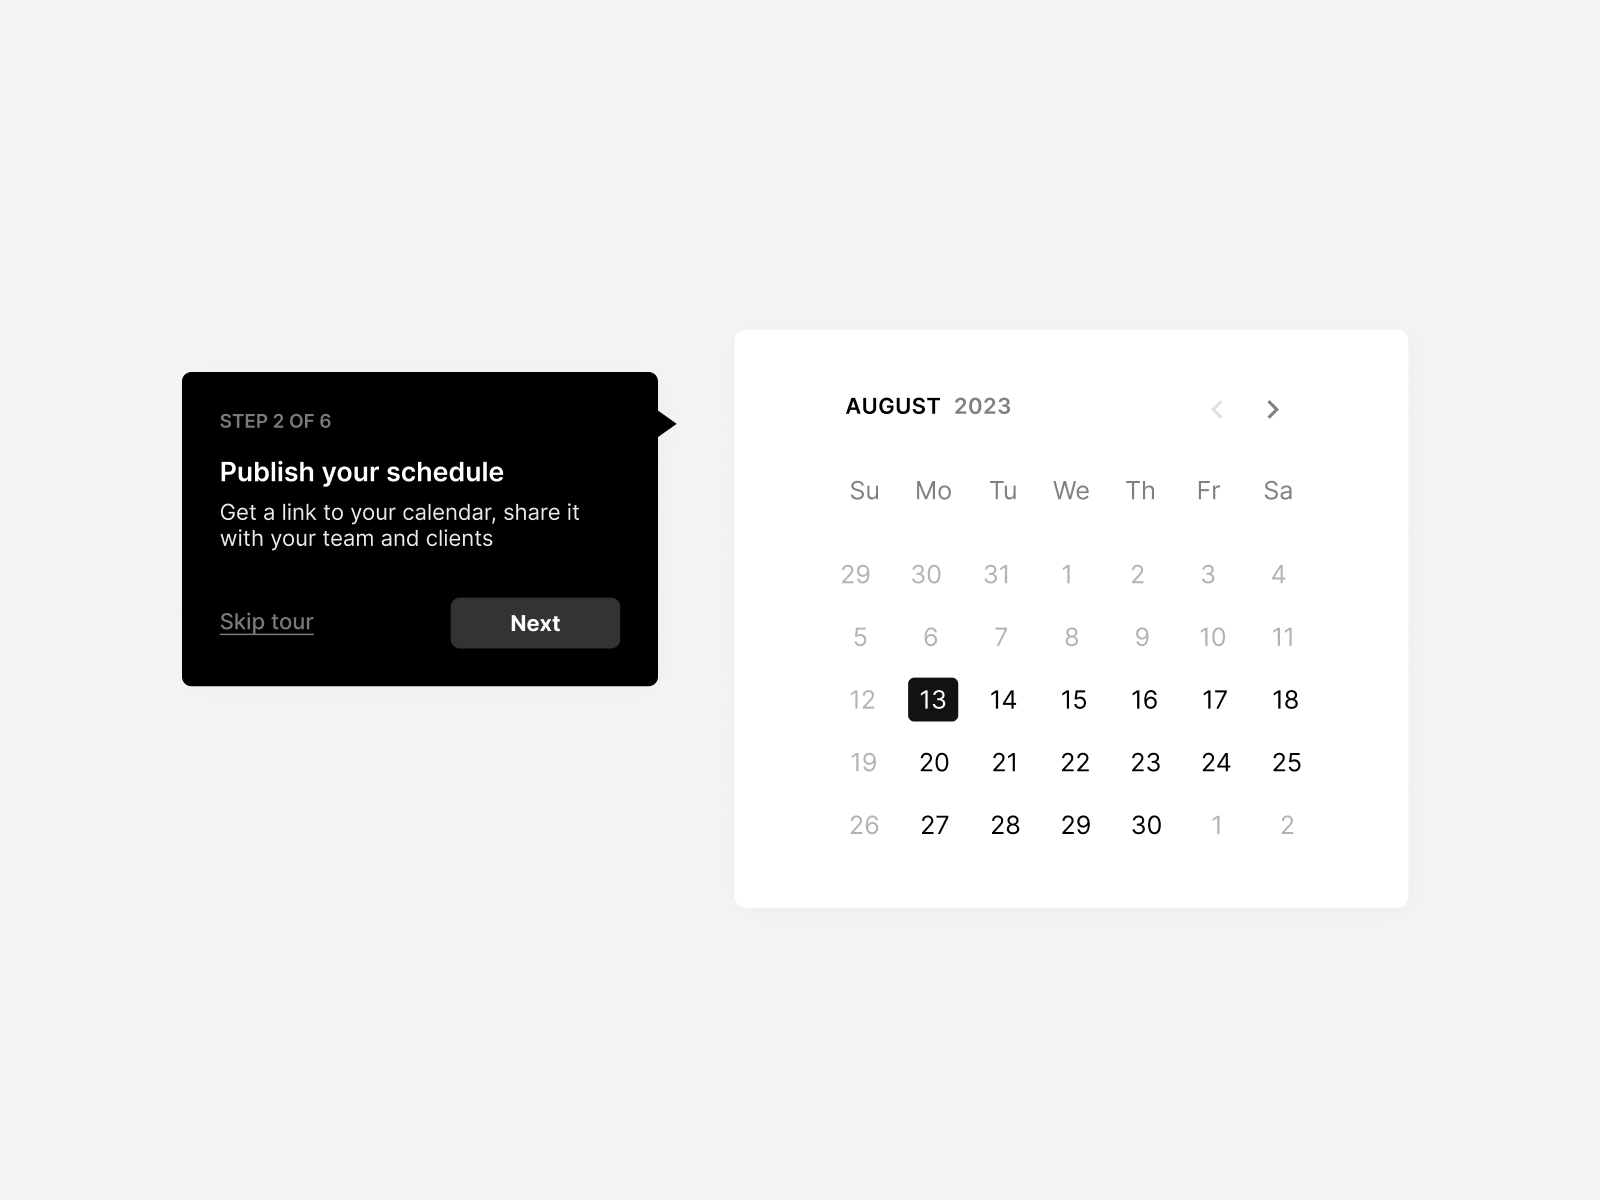 STEP 2 OF 6
Publish your schedule
Get a link to your calendar, share it
with your team and clients
Skip tour
Next
AUGUST 2023
Su Mo Tu We Th Fr Sa
29 30 31 1 2 3 4
5 6 7 8 9 10 11
12 13 14 15 16 17 18
19 20 21 22 23 24 25
26 27 28 29 30 1 2